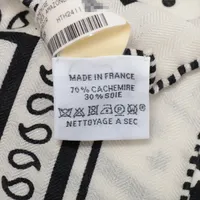 MADE IN FRANCE
70 % CACHEMIRE
30 % SOIE
NETTOYAGE A SEC